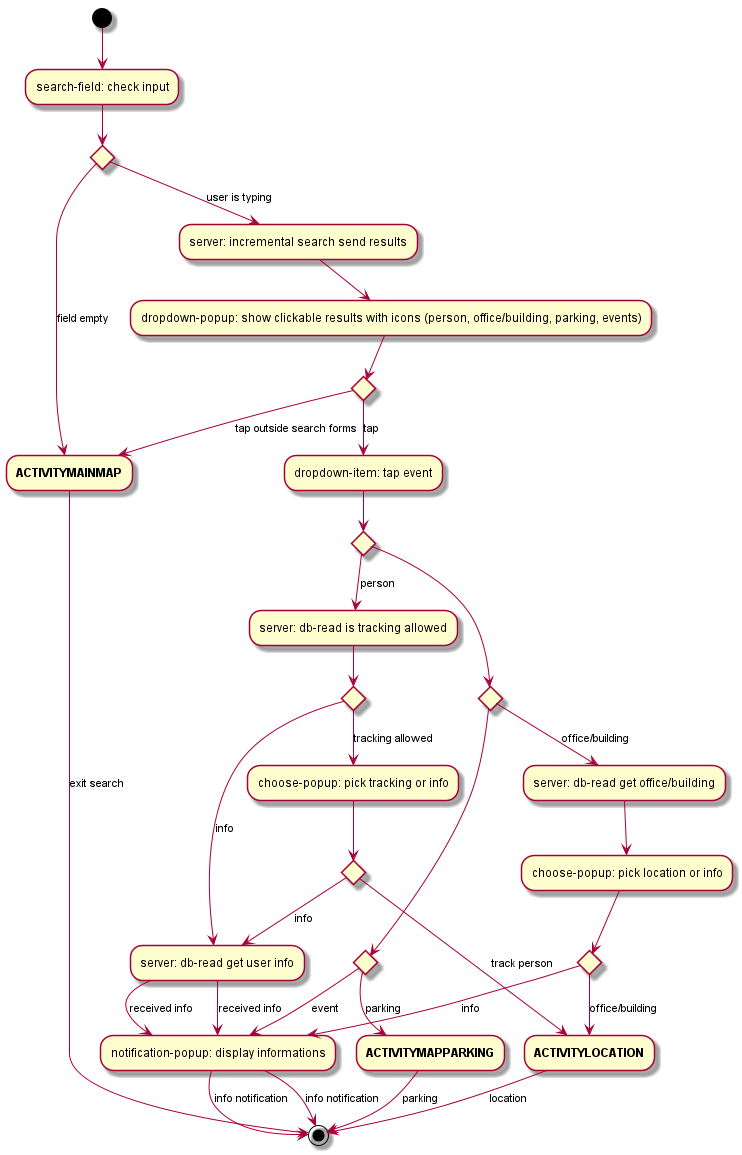 search-field: check input
user is typing
server: incremental search send results
field empty
dropdown-popup: show clickable results with icons (person, office/building, parking, events)
tap outside search forms
tap
ACTIVITYMAINMAP
dropdown-item: tap event
person
server: db-read is tracking allowed
tracking allowed
office/building
exit search
choose-popup: pick tracking or info
server: db-read get office/building
info
choose-popup: pick location or info
info
server: db-read get user info
track person
received info
received info
event
parking
info
office/building
notification-popup: display informations
ACTIVITYMAPPARKING
ACTIVITYLOCATION
info notification
info notification
parking
location